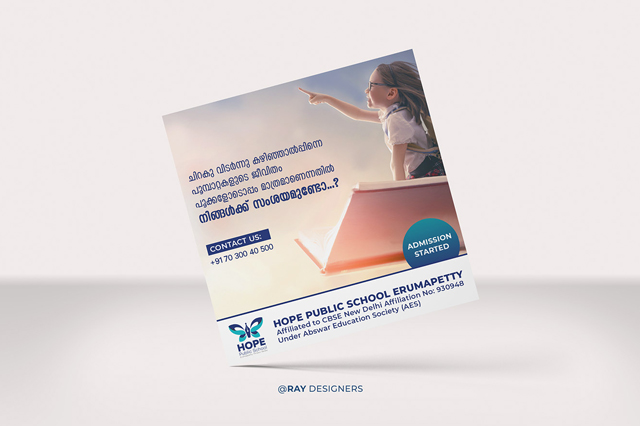 ചിറകു വിടർന്നു കഴിഞ്ഞാൽപ്പിന്നെ
പൂമ്പാറ്റകളുടെ ജീവിതം
പൂക്കളോടൊപ്പം മാത്രമാണെന്നതിൽ
നിങ്ങൾക്ക് സംശയമുണ്ടോ...?
CONTACT US:
+91 70 300 40 500
ADMISSION
STARTED
HOPE
Public School
HOPE PUBLIC SCHOOL ERUMAPETTY
Affiliated to CBSE New Delhi Affiliation No: 930948
Under Abswar Education Society (AES)
@RAY DESIGNERS